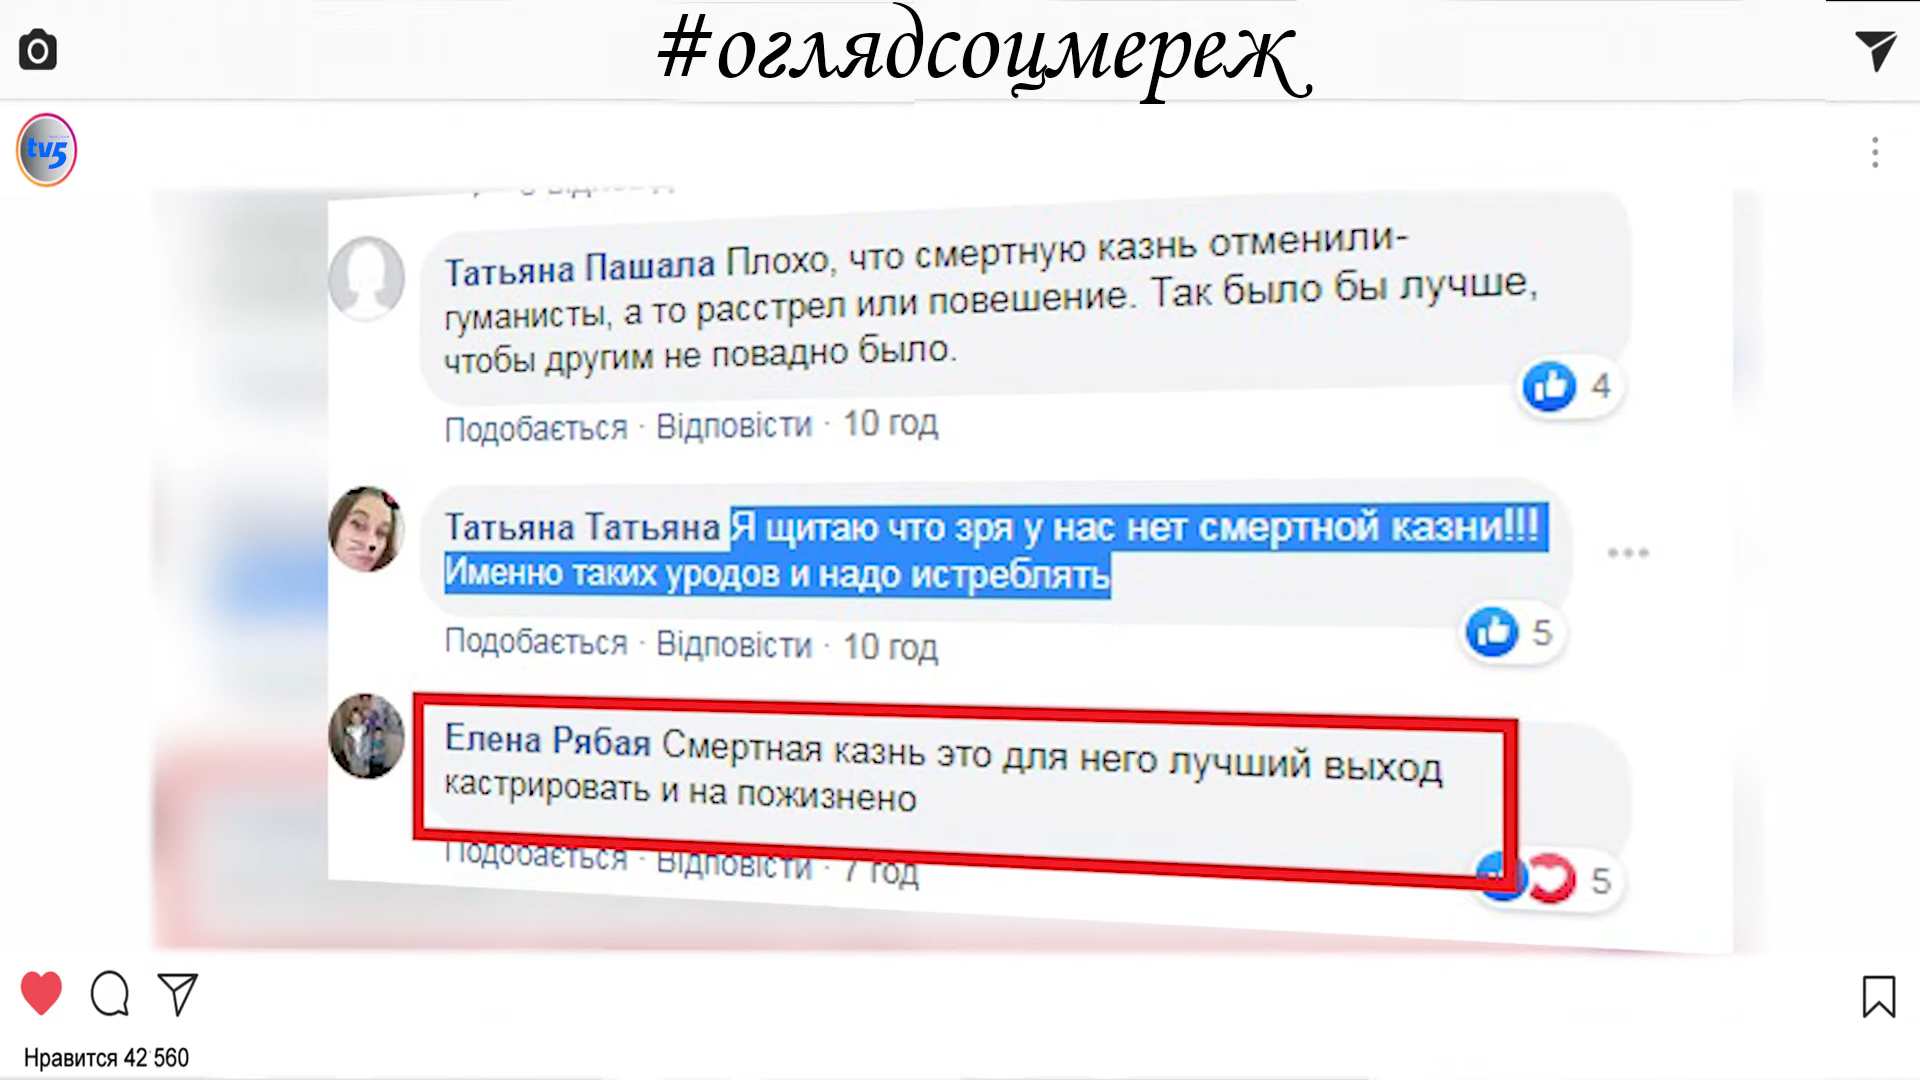 #оглядсоцмереж
tv5
Татьяна Пашала Плохо, что смертную казнь отменили-
гуманисты, а то расстрел или повешение. Так было бы лучше,
чтобы другим не повадно было.
4
Подобається · Відповісти · 10 год
Татьяна Татьяна Я щитаю что зря у нас нет смертной казни!!!
Именно таких уродов и надо истреблять
5
Подобається · Відповісти · 10 год
Елена Рябая Смертная казнь это для него лучший выход
кастрировать и на пожизнено
Подобається · Відповісти · 7 год
5
Нравится 42 560